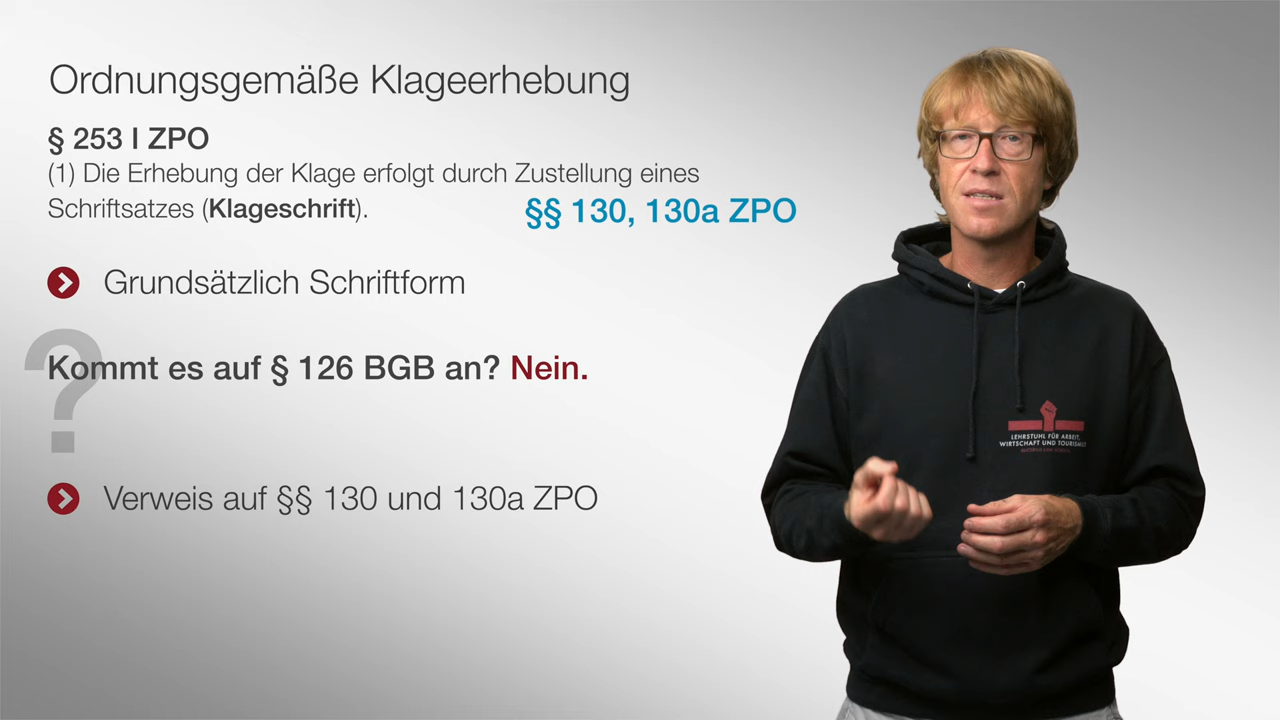 Ordnungsgemäße Klageerhebung
§ 253 I ZPO
(1) Die Erhebung der Klage erfolgt durch Zustellung eines
Schriftsatzes (Klageschrift).
§§ 130, 130a ZPO
Grundsätzlich Schriftform
?
Kommt es auf § 126 BGB an? Nein.
Verweis auf §§ 130 und 130a ZPO
LEHRSTUHL FÜR ARBEIT,
WIRTSCHAFT UND TOURISMUS